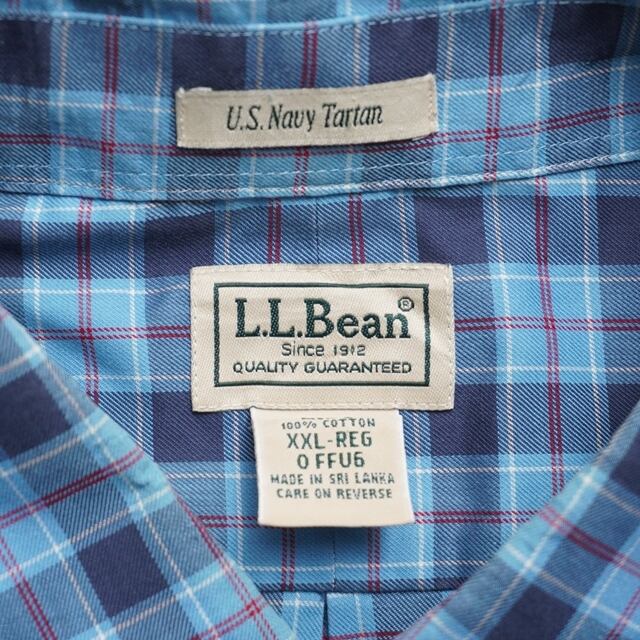 U.S. Navy Tartan
L.L.Bean®
Since 1912
QUALITY GUARANTEED
100% COTTON
XXL-REG
0 FFU6
MADE IN SRI LANKA
CARE ON REVERSE